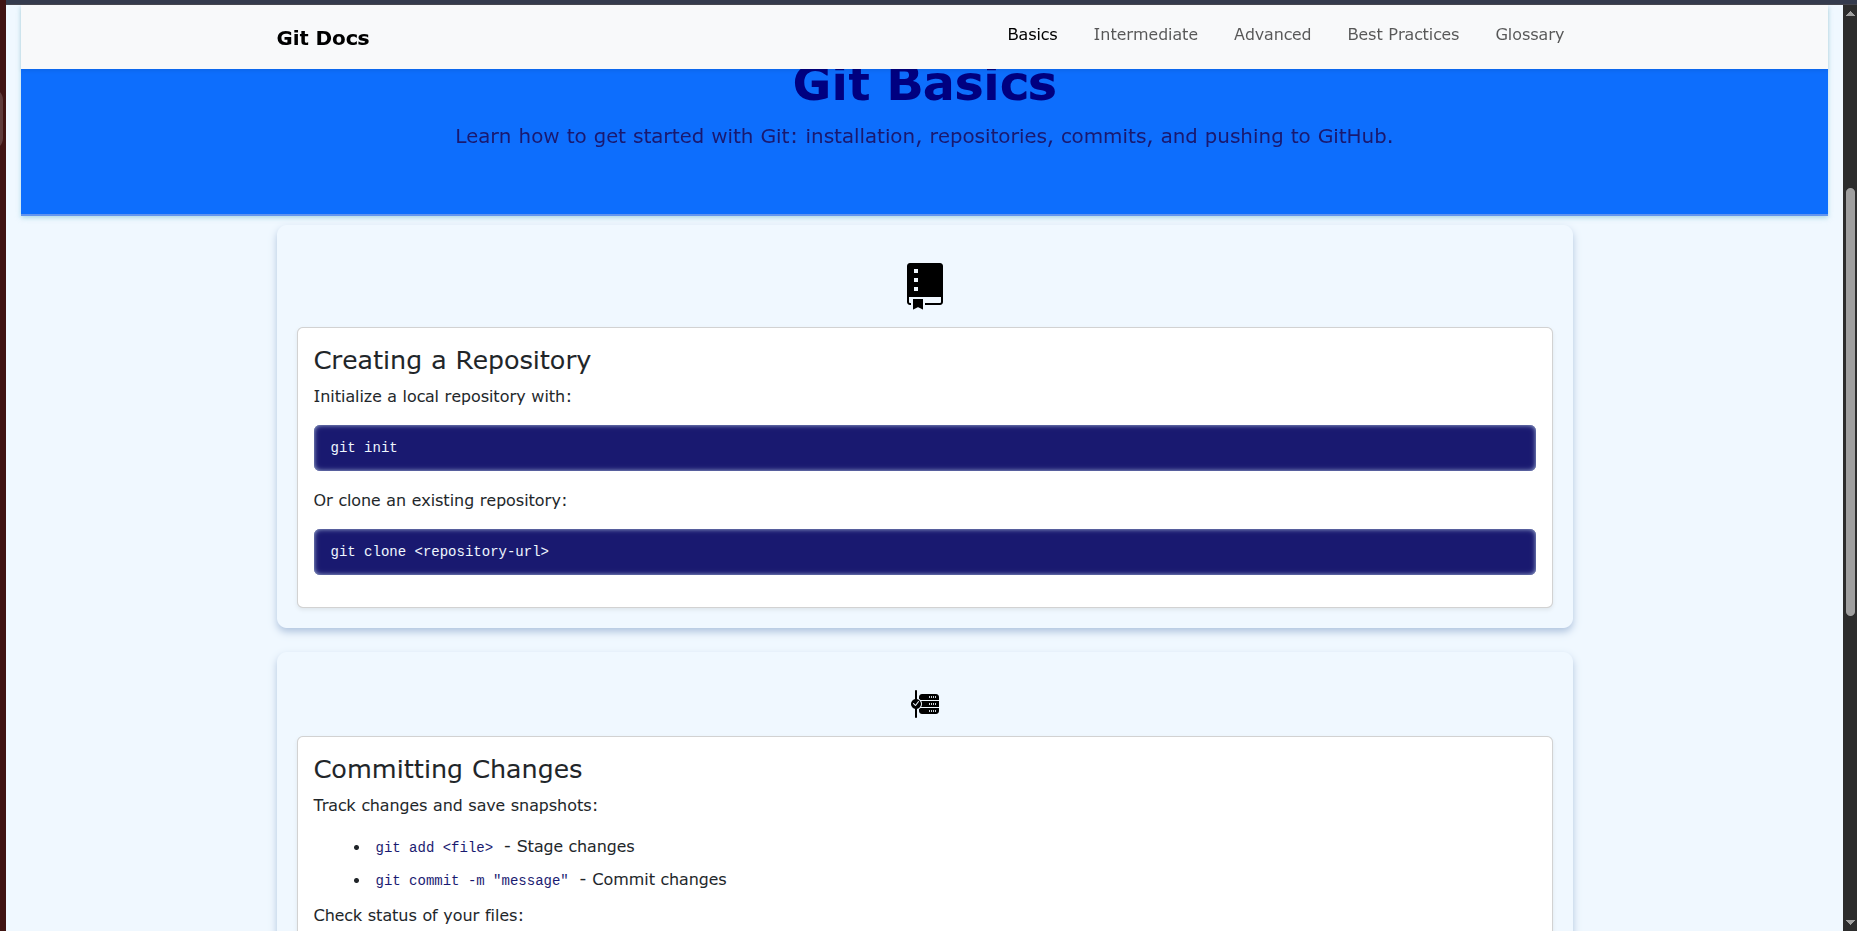 Git Docs
Basics Intermediate Advanced Best Practices Glossary
Git Basics
Learn how to get started with Git: installation, repositories, commits, and pushing to GitHub.
Creating a Repository
Initialize a local repository with:
git init
Or clone an existing repository:
git clone <repository-url>
Committing Changes
Track changes and save snapshots:
• git add <file> - Stage changes
• git commit -m "message" - Commit changes
Check status of your files: